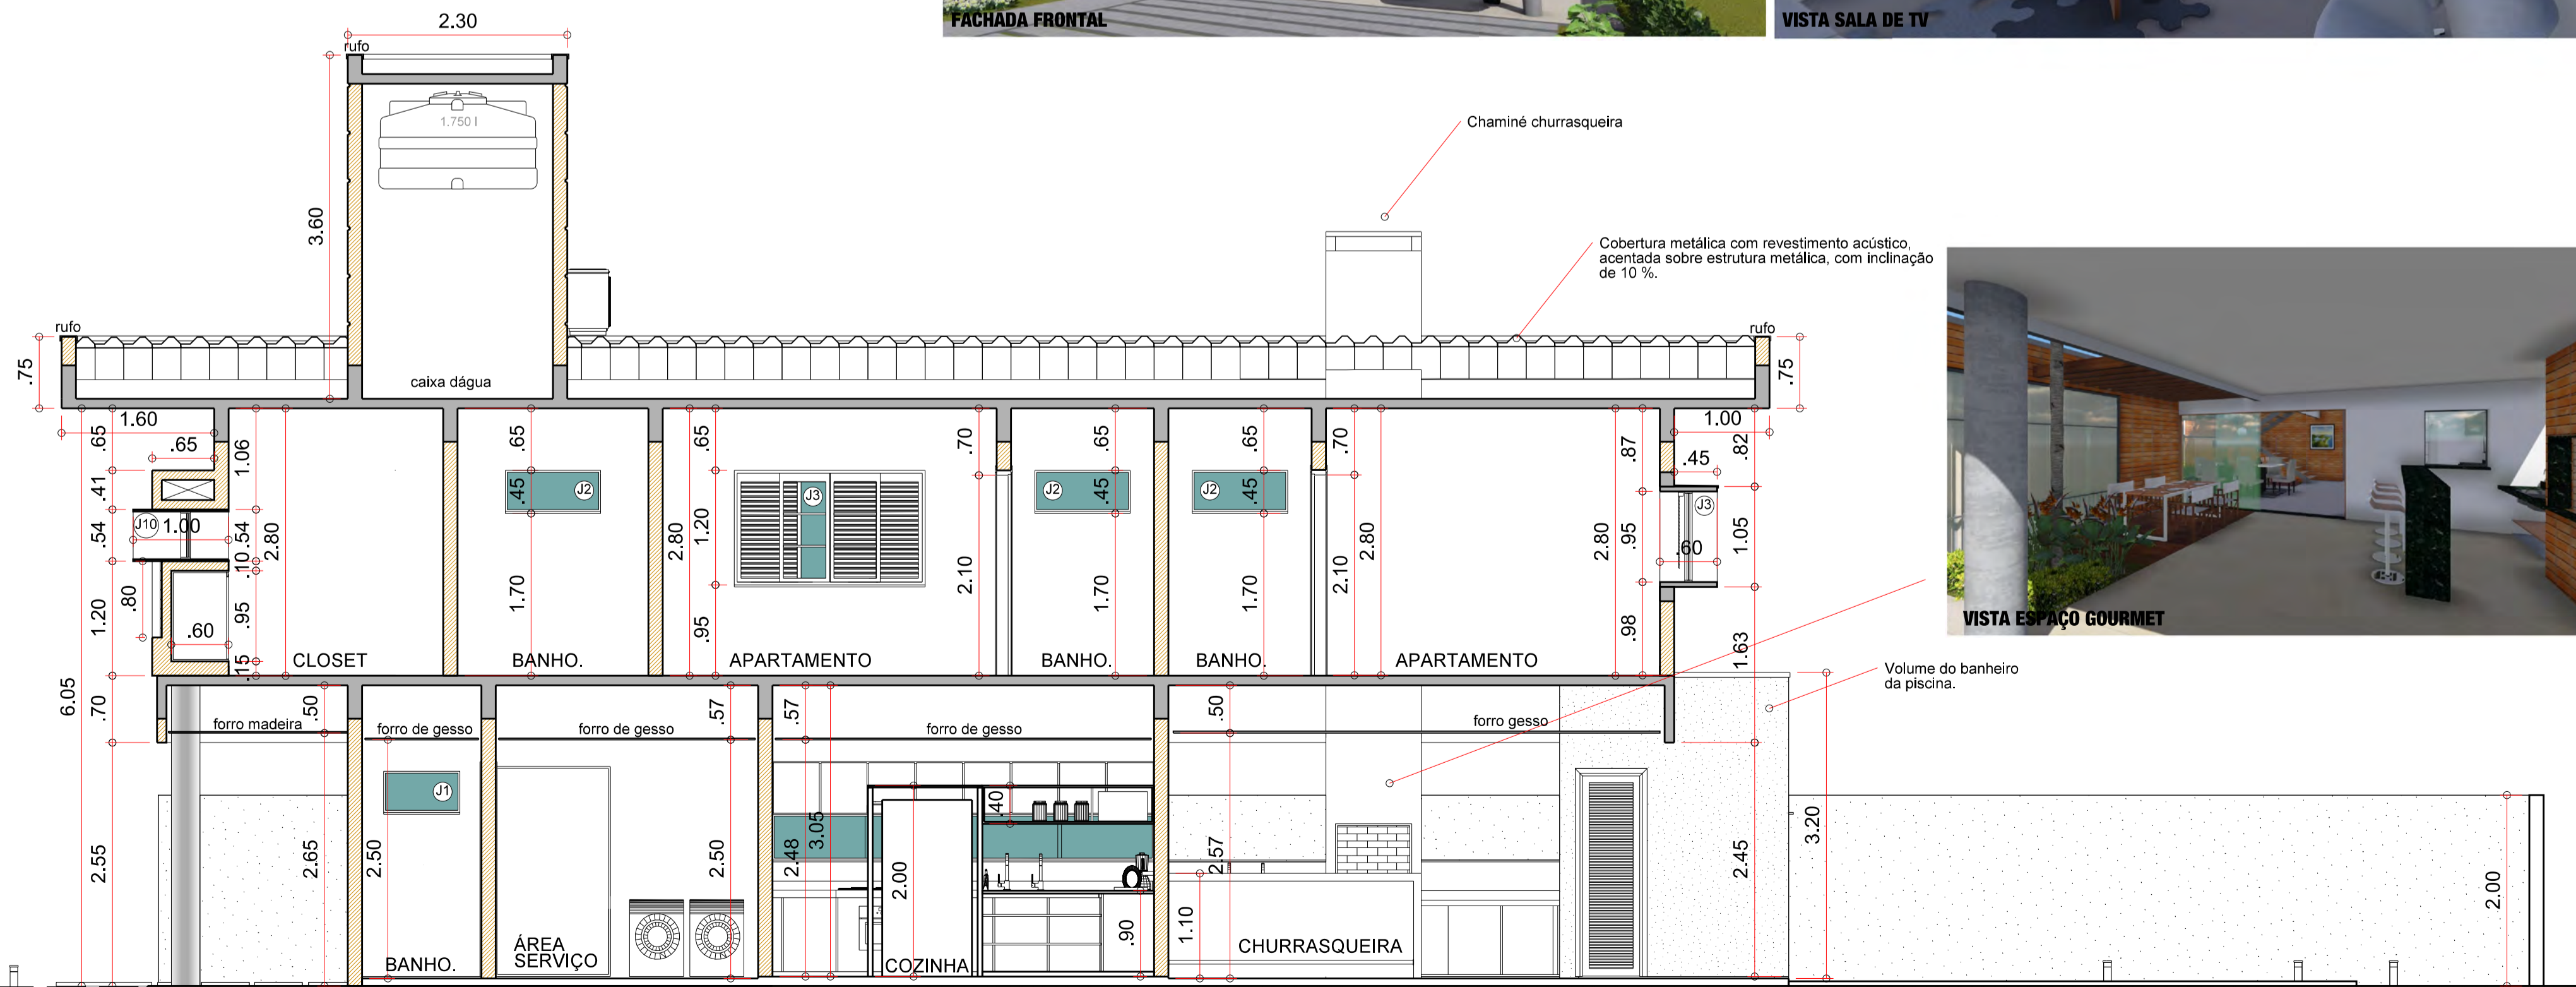 FACHADA FRONTAL
VISTA SALA DE TV
2.30
rufo
1.750 l
Chaminé churrasqueira
3.60
Cobertura metálica com revestimento acústico,
acentada sobre estrutura metálica, com inclinação
de 10 %.
rufo
rufo
.75
.75
caixa dágua
1.60
1.00
.65
.65
1.06
.65
.65
.70
.65
.65
.70
.87
.82
.45
.41
J10
1.00
.54
.54
2.80
.10
.45
J2
J3
1.20
2.80
J2
.45
J2
.45
2.80
2.80
.95
J3
.60
1.05
.80
1.20
.60
.95
.15
1.70
.95
2.10
1.70
1.70
2.10
.98
1.63
CLOSET
BANHO.
APARTAMENTO
BANHO.
BANHO.
APARTAMENTO
VISTA ESPAÇO GOURMET
Volume do banheiro
da piscina.
6.05
.70
.50
.57
.57
.50
forro madeira
forro de gesso
forro de gesso
forro de gesso
forro gesso
J1
2.55
2.65
2.50
2.50
2.48
3.05
2.00
.40
.90
2.57
1.10
2.45
3.20
2.00
BANHO.
ÁREA
SERVIÇO
COZINHA
CHURRASQUEIRA